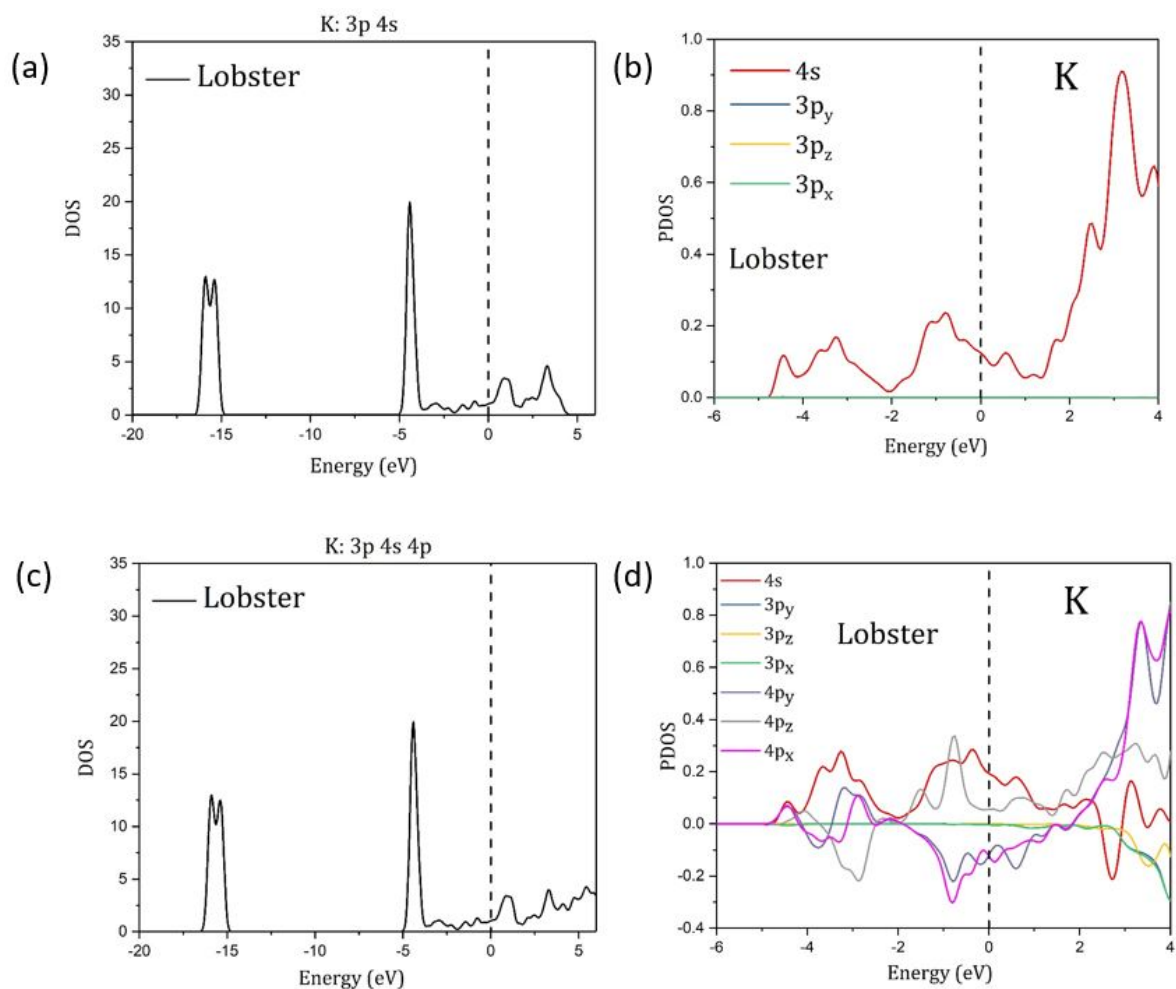 K: 3p 4s
(a)
35
30
25
20
15
10
5
0
DOS
Lobster
-20 -15 -10 -5 0 5
Energy (eV)
(b)
1.0
0.8
0.6
0.4
0.2
0.0
PDOS
4s
3py
3pz
3px
K
Lobster
-6 -4 -2 0 2 4
Energy (eV)
K: 3p 4s 4p
(c)
35
30
25
20
15
10
5
0
DOS
Lobster
-20 -15 -10 -5 0 5
Energy (eV)
(d)
1.0
0.8
0.6
0.4
0.2
0.0
-0.2
-0.4
PDOS
4s
3py
3pz
3px
4py
4pz
4px
Lobster
K
-6 -4 -2 0 2 4
Energy (eV)